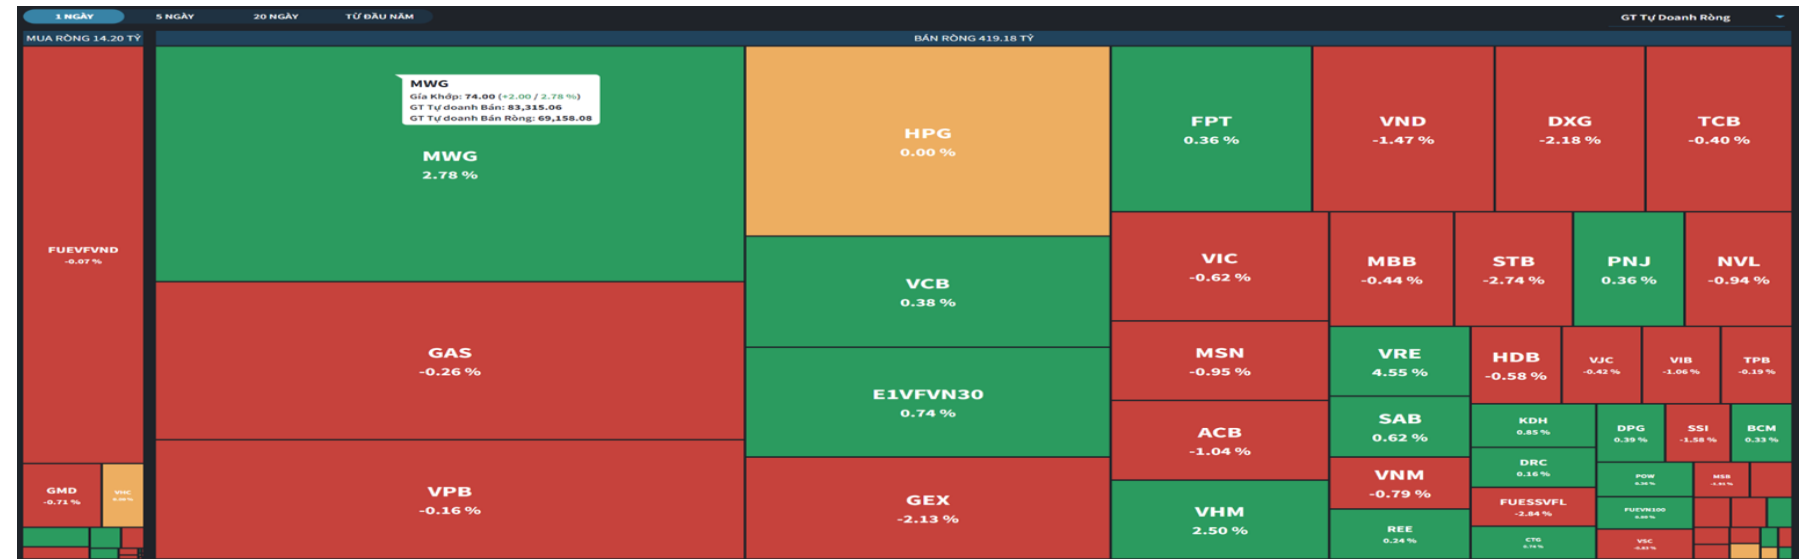 1 NGÀY 5 NGÀY 20 NGÀY TỪ ĐẦU NĂM GT Tự Doanh Ròng
MUA RÒNG 14.20 TỶ BÁN RÒNG 419.18 TỶ
FUEVFVND
-0.07 %
GMD
-0.71 %
VHC
MWG
Gía Khớp: 74.00 (+2.00 / 2.78 %)
GT Tự doanh Bán: 83,315.06
GT Tự doanh Bán Ròng: 69,158.08
MWG
2.78 %
GAS
-0.26 %
VPB
-0.16 %
HPG
0.00 %
VCB
0.38 %
E1VFVN30
0.74 %
GEX
-2.13 %
FPT
0.36 %
VND
-1.47 %
DXG
-2.18 %
TCB
-0.40 %
VIC
-0.62 %
MSN
-0.95 %
ACB
-1.04 %
VHM
2.50 %
MBB
-0.44 %
STB
-2.74 %
PNJ
0.36 %
NVL
-0.94 %
VRE
4.55 %
SAB
0.62 %
VNM
-0.79 %
REE
0.24 %
HDB
-0.58 %
VJC
-0.42 %
VIB
-1.06 %
TPB
-0.19 %
KDH
0.85 %
DRC
0.16 %
FUESSVFL
-2.84 %
CTG
DPG
0.39 %
SSI
-1.58 %
BCM
0.33 %
POW
MSB
FUEVN100
VSC